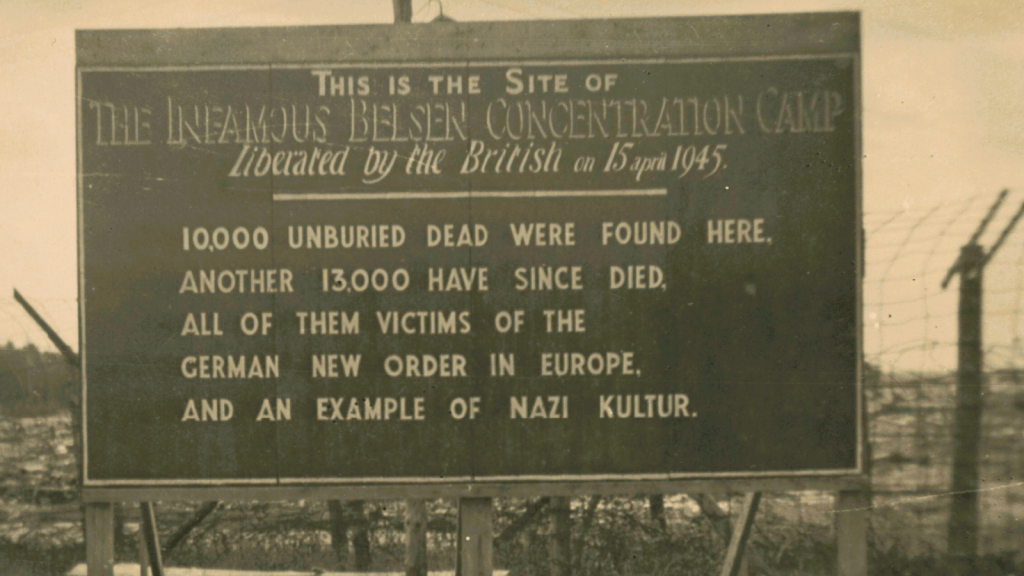 THIS IS THE SITE OF
THE INFAMOUS BELSEN CONCENTRATION CAMP
Liberated by the British on 15 april 1945.
10,000 UNBURIED DEAD WERE FOUND HERE,
ANOTHER 13,000 HAVE SINCE DIED,
ALL OF THEM VICTIMS OF THE
GERMAN NEW ORDER IN EUROPE,
AND AN EXAMPLE OF NAZI KULTUR.